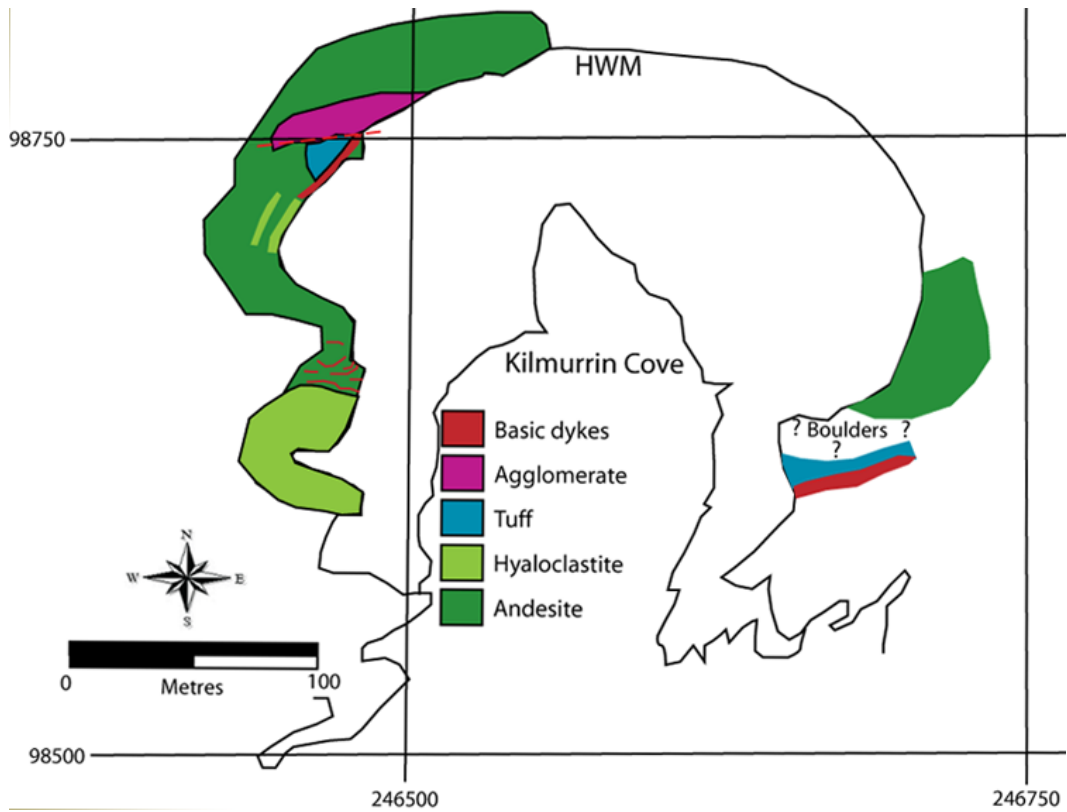 HWM
98750
Kilmurrin Cove
? Boulders ?
?
Basic dykes
Agglomerate
Tuff
Hyaloclastite
Andesite
N
W E
S
0 100
Metres
98500
246500 246750